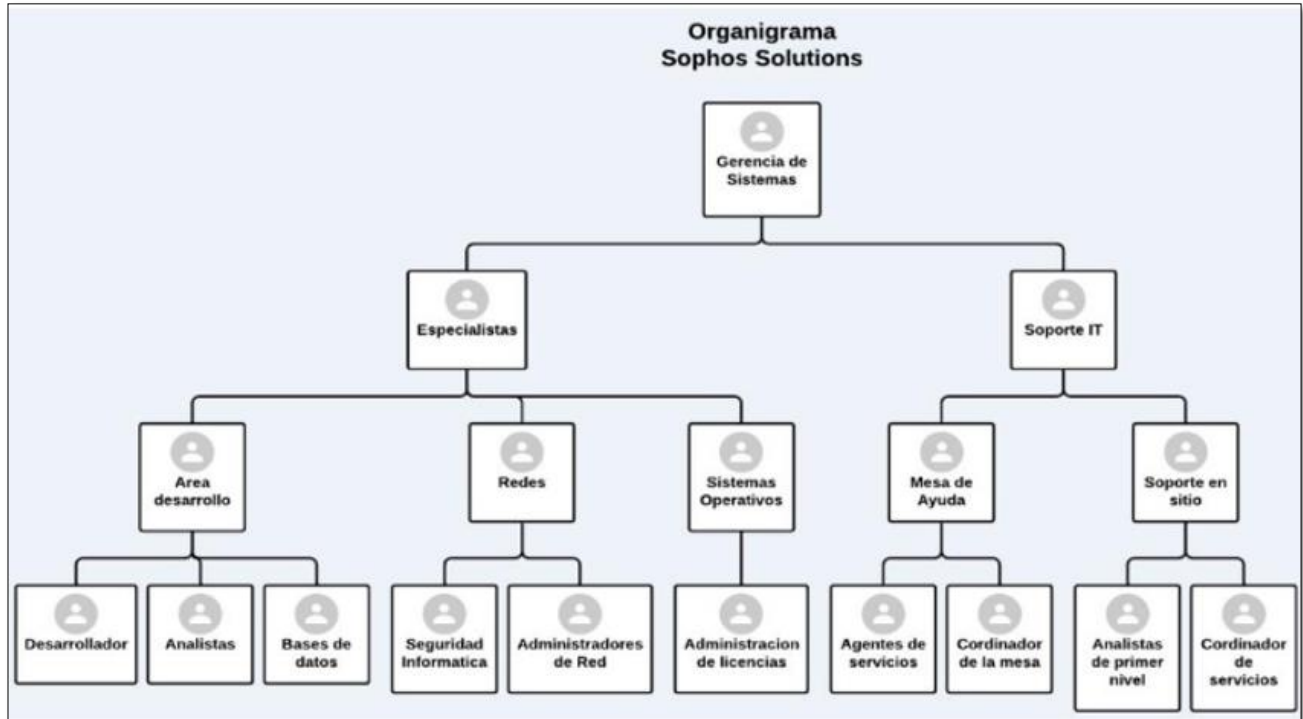 Organigrama
Sophos Solutions
Gerencia de
Sistemas
Especialistas
Soporte IT
Area
desarrollo
Redes
Sistemas
Operativos
Mesa de
Ayuda
Soporte en
sitio
Desarrollador
Analistas
Bases de
datos
Seguridad
Informatica
Administradores
de Red
Administracion
de licencias
Agentes de
servicios
Cordinador
de la mesa
Analistas
de primer
nivel
Cordinador
de
servicios